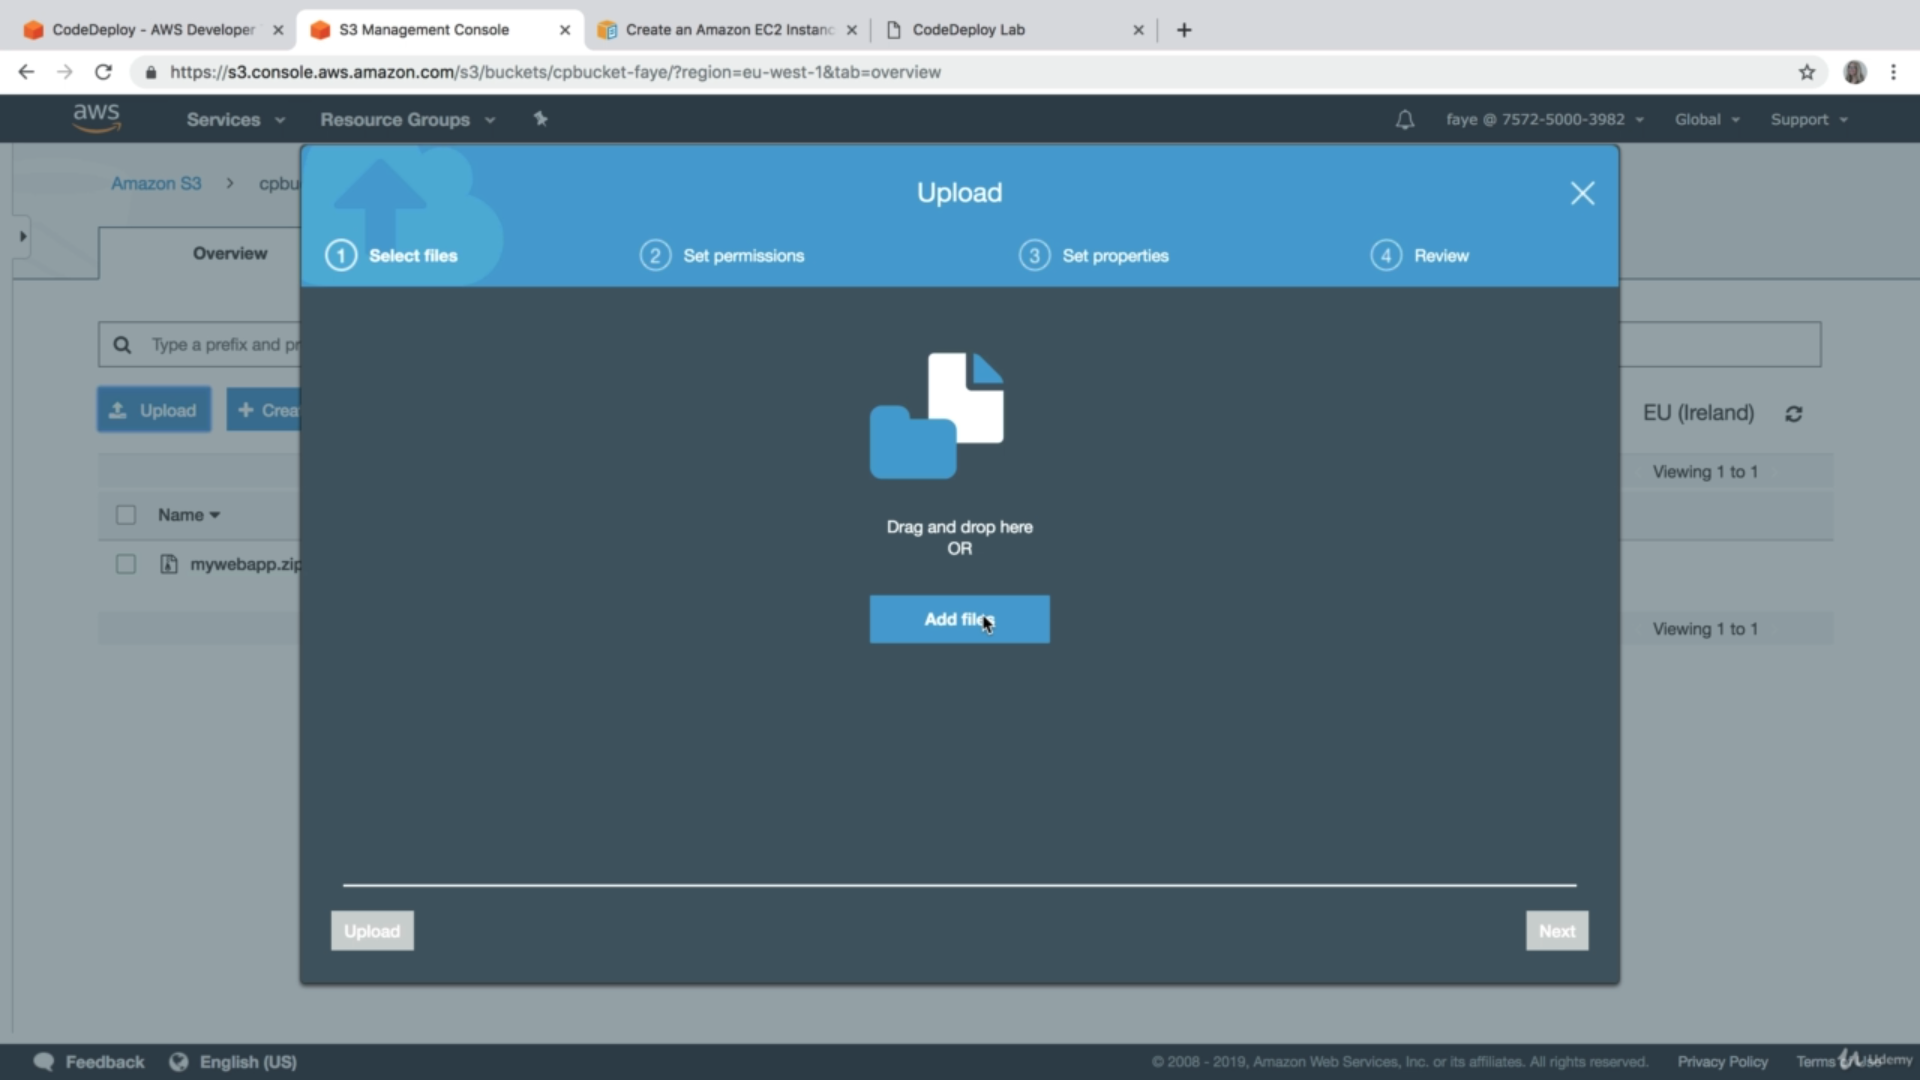 CodeDeploy - AWS Developer
S3 Management Console
Create an Amazon EC2 Instanc
CodeDeploy Lab
https://s3.console.aws.amazon.com/s3/buckets/cpbucket-faye/?region=eu-west-1&tab=overview
aws
Services
Resource Groups
faye @ 7572-5000-3982
Global
Support
Amazon S3
cpbu
Upload
1 Select files
2 Set permissions
3 Set properties
4 Review
Overview
Type a prefix and pr
Upload
Crea
EU (Ireland)
Viewing 1 to 1
Name
mywebapp.zip
Drag and drop here
OR
Add files
Viewing 1 to 1
Upload
Next
Feedback
English (US)
© 2008 - 2019, Amazon Web Services, Inc. or its affiliates. All rights reserved.
Privacy Policy
Terms
Udemy